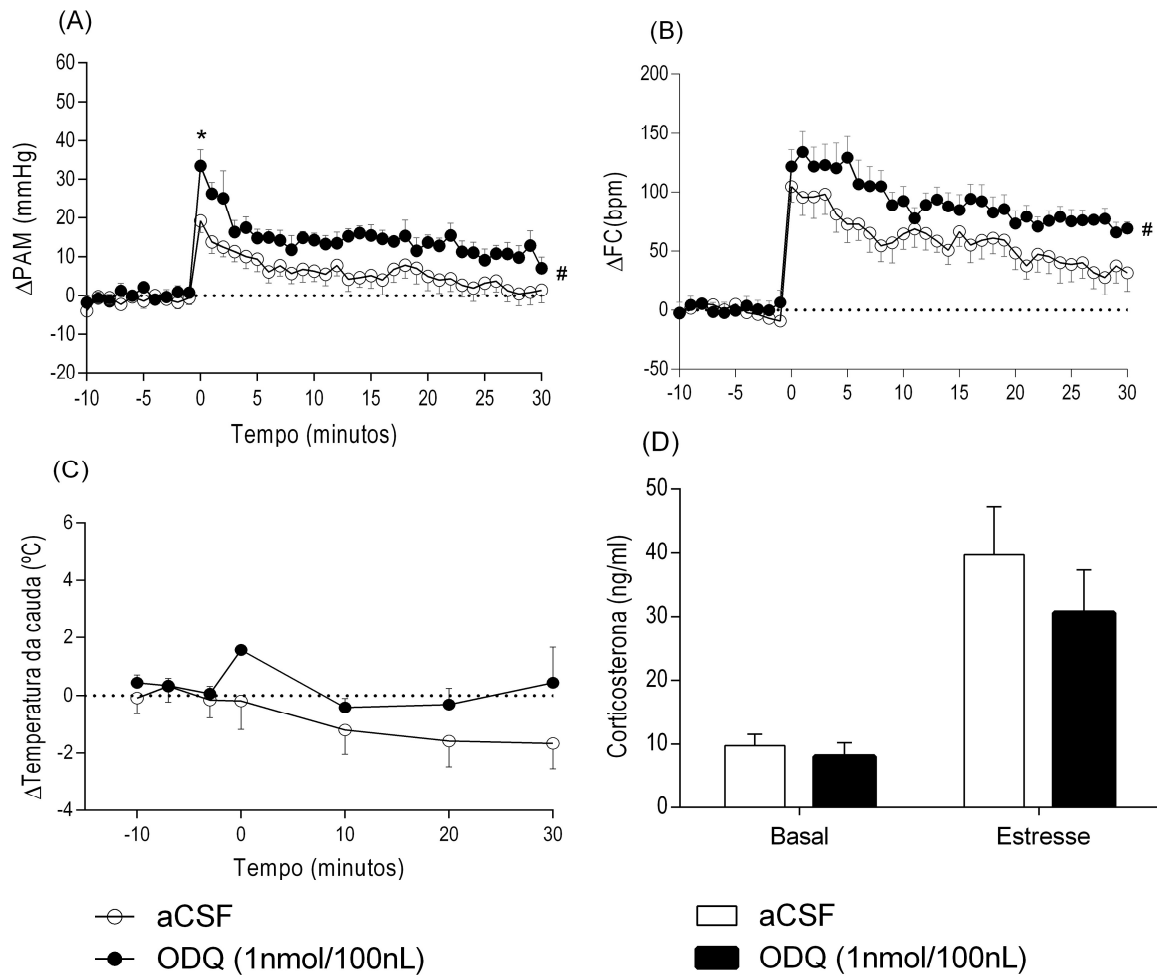 (A)
ΔPAM (mmHg)
60
50
40
30
20
10
0
-10
-20
*
#
-10 -5 0 5 10 15 20 25 30
Tempo (minutos)
(B)
ΔFC(bpm)
200
150
100
50
0
-50
#
-10 -5 0 5 10 15 20 25 30
(C)
ΔTemperatura da cauda (ºC)
6
4
2
0
-2
-4
-10 0 10 20 30
Tempo (minutos)
(D)
Corticosterona (ng/ml)
50
40
30
20
10
0
Basal Estresse
aCSF
ODQ (1nmol/100nL)
aCSF
ODQ (1nmol/100nL)